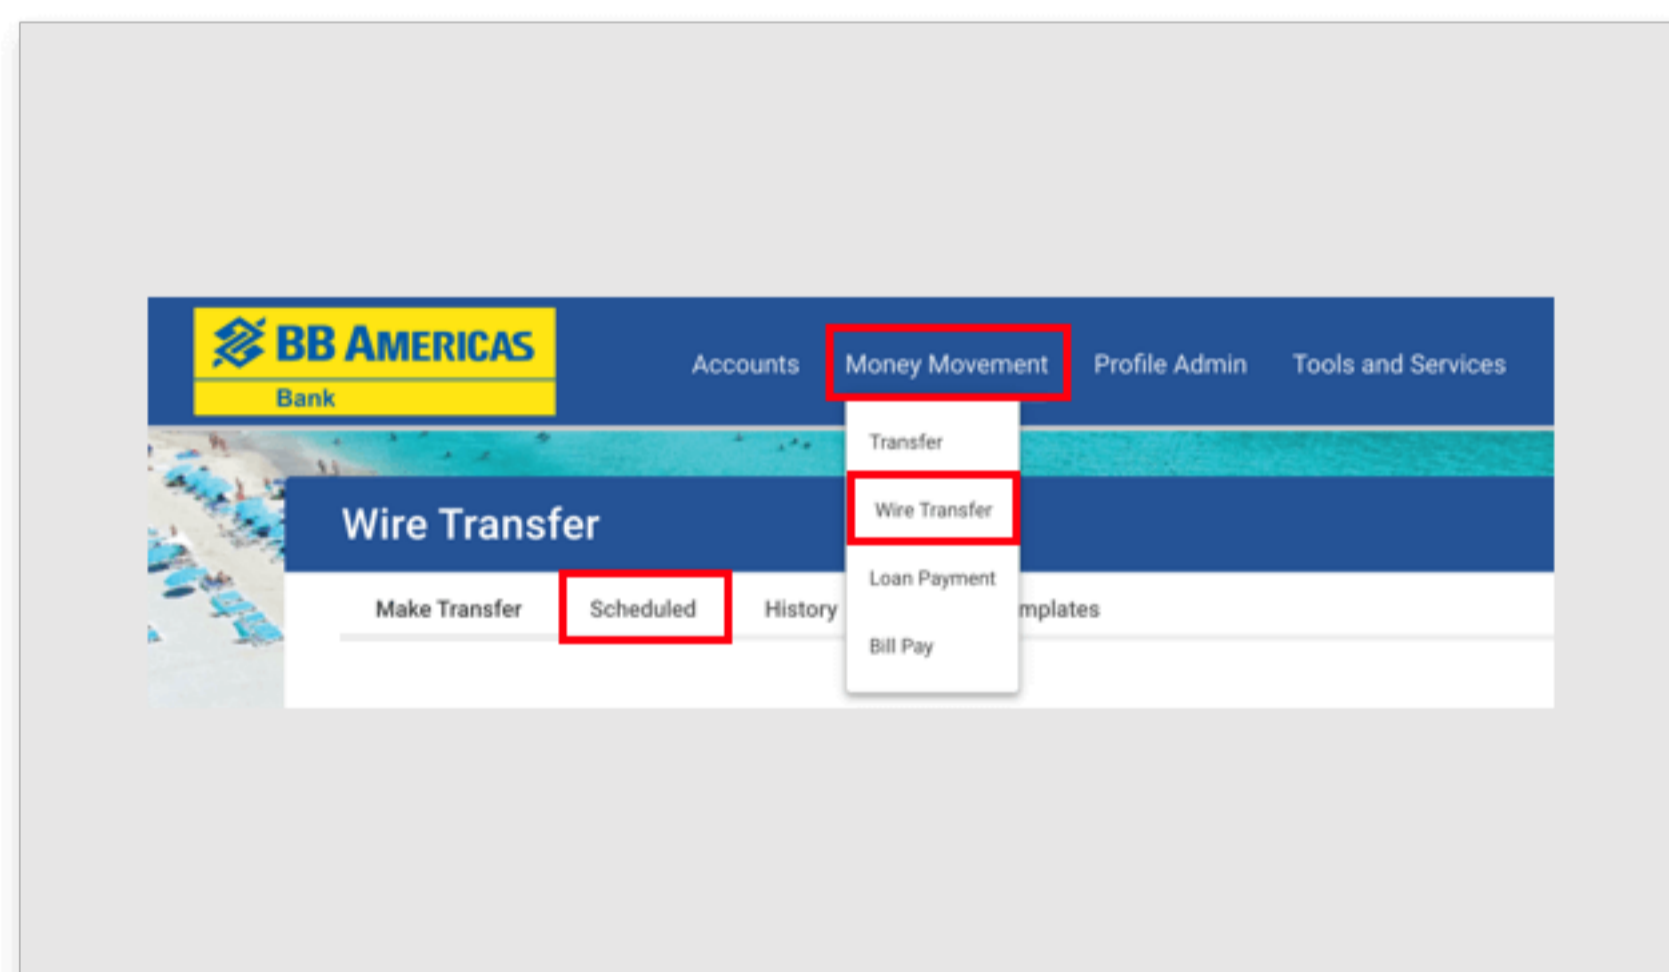 BB AMERICAS
Bank
Accounts
Money Movement
Profile Admin
Tools and Services
Transfer
Wire Transfer
Loan Payment
Bill Pay
Wire Transfer
Make Transfer
Scheduled
History
mplates